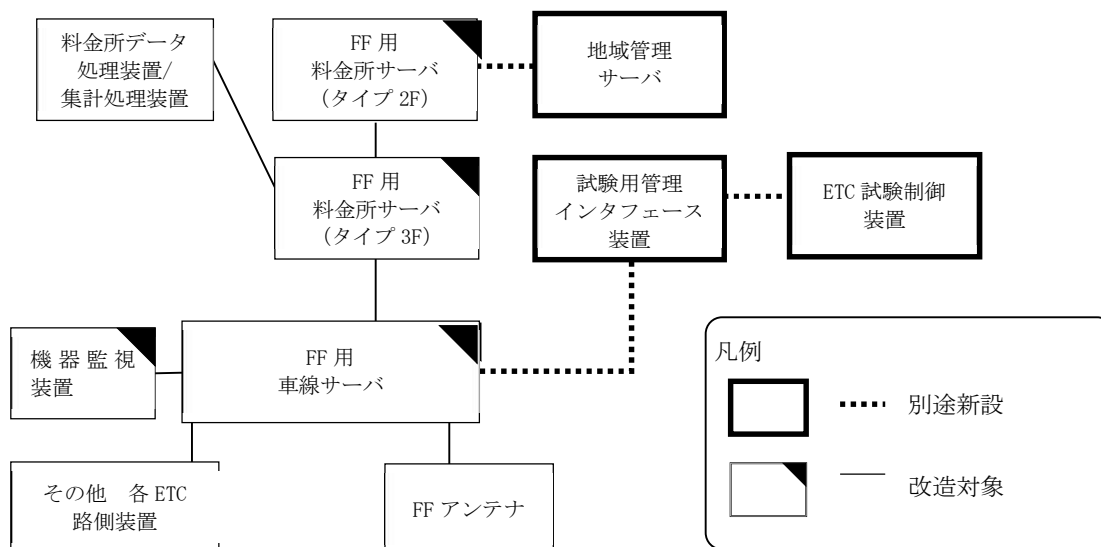 料金所データ
処理装置/
集計処理装置
FF 用
料金所サーバ
（タイプ 2F）
地域管理
サーバ
FF 用
料金所サーバ
（タイプ 3F）
試験用管理
インタフェース
装置
ETC 試験制御
装置
機 器 監 視
装置
FF 用
車線サーバ
その他　各 ETC
路側装置
FF アンテナ
凡例
別途新設
改造対象